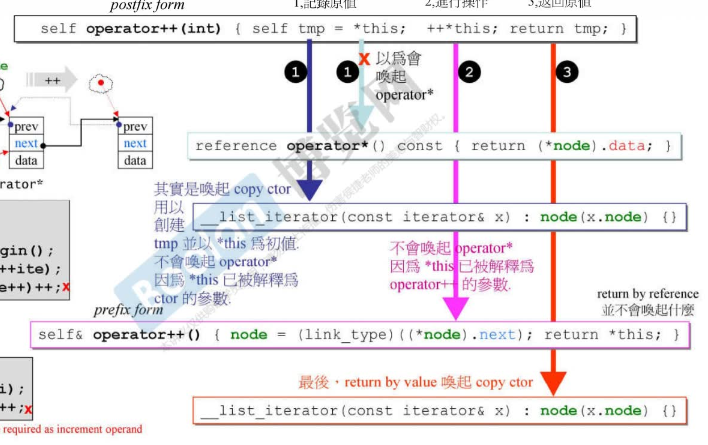 postfix form
1,記錄原值
2,進行操作
3,返回原值
self operator++(int) { self tmp = *this; ++*this; return tmp; }
1
x
1
以爲會
喚起
operator*
2
3
++
prev
next
data
prev
next
data
rator*
reference operator*() const { return (*node).data; }
其實是喚起 copy ctor
用以
創建
tmp 並以 *this 爲初值.
不會喚起 operator*
因爲 *this 已被解釋爲
ctor 的參數.
__list_iterator(const iterator& x) : node(x.node) {}
不會喚起 operator*
因爲 *this 已被解釋爲
operator++ 的參數.
gin();
++ite);
e++)++;x
prefix form
return by reference
並不會喚起什麼
self& operator++() { node = (link_type)((*node).next); return *this; }
最後，return by value 喚起 copy ctor
__list_iterator(const iterator& x) : node(x.node) {}
i);
++;x
required as increment operand
Boolan 博览网